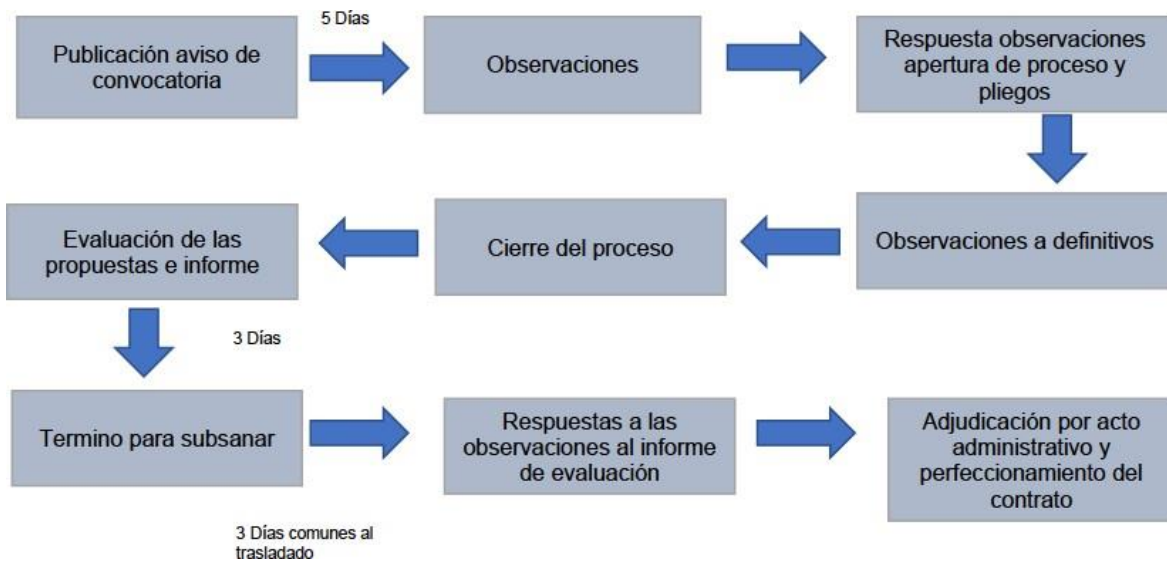 5 Días
Publicación aviso de
convocatoria
Observaciones
Respuesta observaciones
apertura de proceso y
pliegos
Observaciones a definitivos
Cierre del proceso
Evaluación de las
propuestas e informe
3 Días
Termino para subsanar
Respuestas a las
observaciones al informe
de evaluación
Adjudicación por acto
administrativo y
perfeccionamiento del
contrato
3 Días comunes al
trasladado